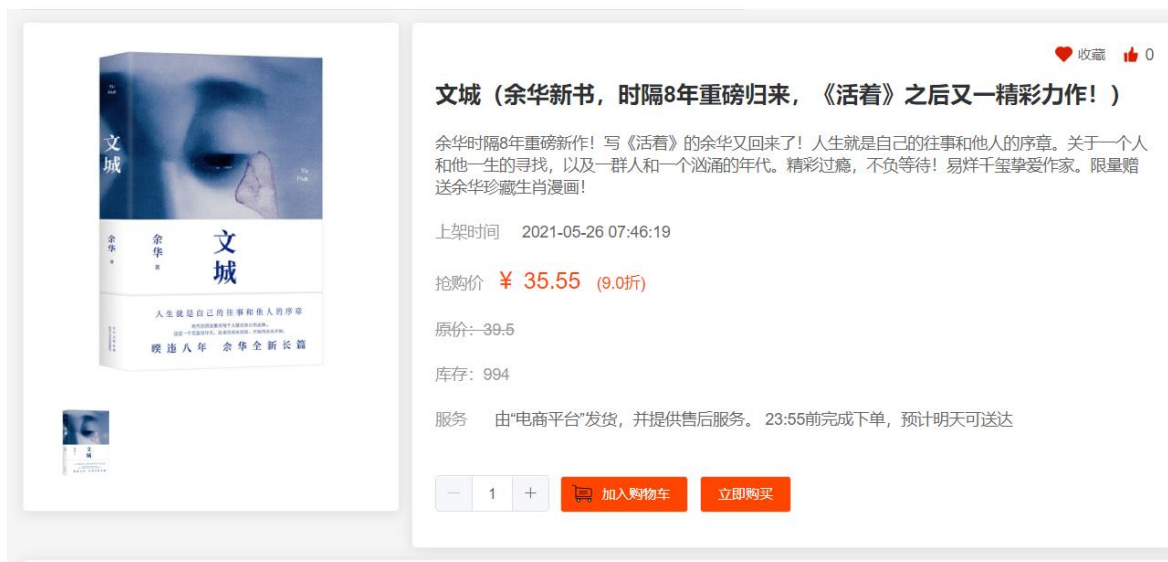 收藏 0
文城（余华新书，时隔8年重磅归来，《活着》之后又一精彩力作！）
余华时隔8年重磅新作！写《活着》的余华又回来了！人生就是自己的往事和他人的序章。关于一个人
和他一生的寻找，以及一群人和一个汹涌的年代。精彩过瘾，不负等待！易烊千玺挚爱作家。限量赠
送余华珍藏生肖漫画！
上架时间 2021-05-26 07:46:19
抢购价 ¥ 35.55 (9.0折)
原价：39.5
库存：994
服务 由“电商平台”发货，并提供售后服务。 23:55前完成下单，预计明天可送达
1 加入购物车 立即购买
文城
余华
余华 著
文城
人生就是自己的往事和他人的序章
暌违八年 余华全新长篇